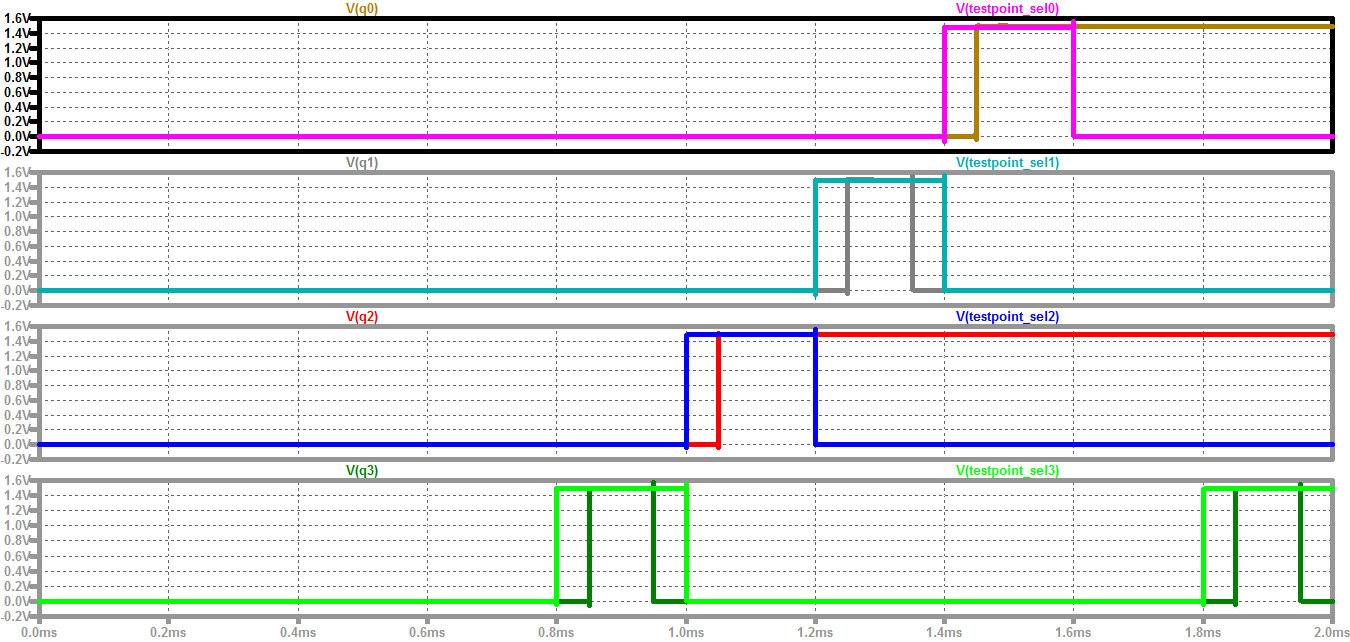 V(q0) V(testpoint_sel0)
1.6V
1.4V
1.2V
1.0V
0.8V
0.6V
0.4V
0.2V
0.0V
-0.2V
V(q1) V(testpoint_sel1)
1.6V
1.4V
1.2V
1.0V
0.8V
0.6V
0.4V
0.2V
0.0V
-0.2V
V(q2) V(testpoint_sel2)
1.6V
1.4V
1.2V
1.0V
0.8V
0.6V
0.4V
0.2V
0.0V
-0.2V
V(q3) V(testpoint_sel3)
1.6V
1.4V
1.2V
1.0V
0.8V
0.6V
0.4V
0.2V
0.0V
-0.2V
0.0ms 0.2ms 0.4ms 0.6ms 0.8ms 1.0ms 1.2ms 1.4ms 1.6ms 1.8ms 2.0ms